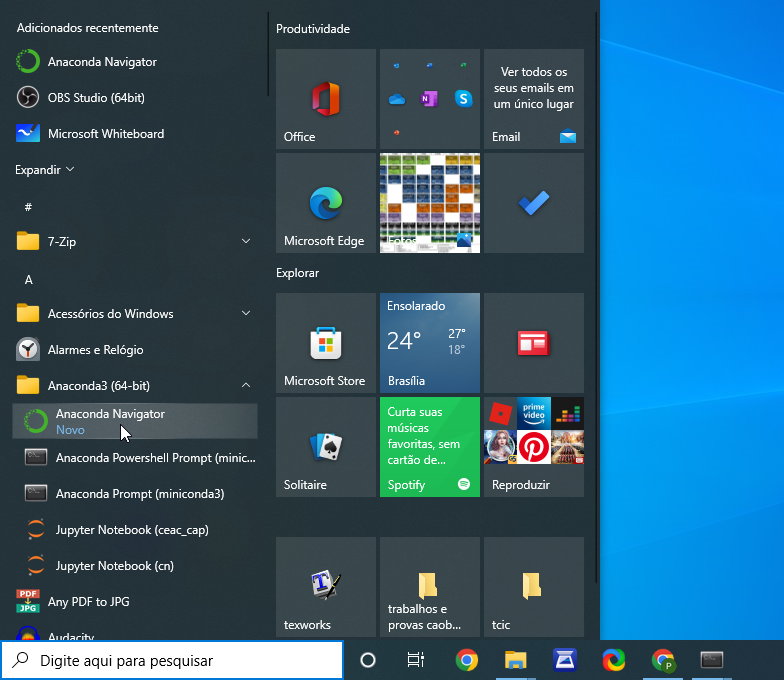 Adicionados recentemente
Anaconda Navigator
OBS Studio (64bit)
Microsoft Whiteboard
Expandir
#
7-Zip
A
Acessórios do Windows
Alarmes e Relógio
Anaconda3 (64-bit)
Anaconda Navigator
Novo
Anaconda Powershell Prompt (minic...
Anaconda Prompt (miniconda3)
Jupyter Notebook (ceac_cap)
Jupyter Notebook (cn)
PDF
JPG
Any PDF to JPG
Audacity
Produtividade
Office
N
S
Ver todos os
seus emails em
um único lugar
Email
Microsoft Edge
Fotos
Explorar
Microsoft Store
Ensolarado
24°
27°
18°
Brasília
Solitaire
Curta suas
músicas
favoritas, sem
cartão de...
Spotify
prime
video
Reproduzir
T
texworks
trabalhos e
provas caob...
tcic
Digite aqui para pesquisar
P